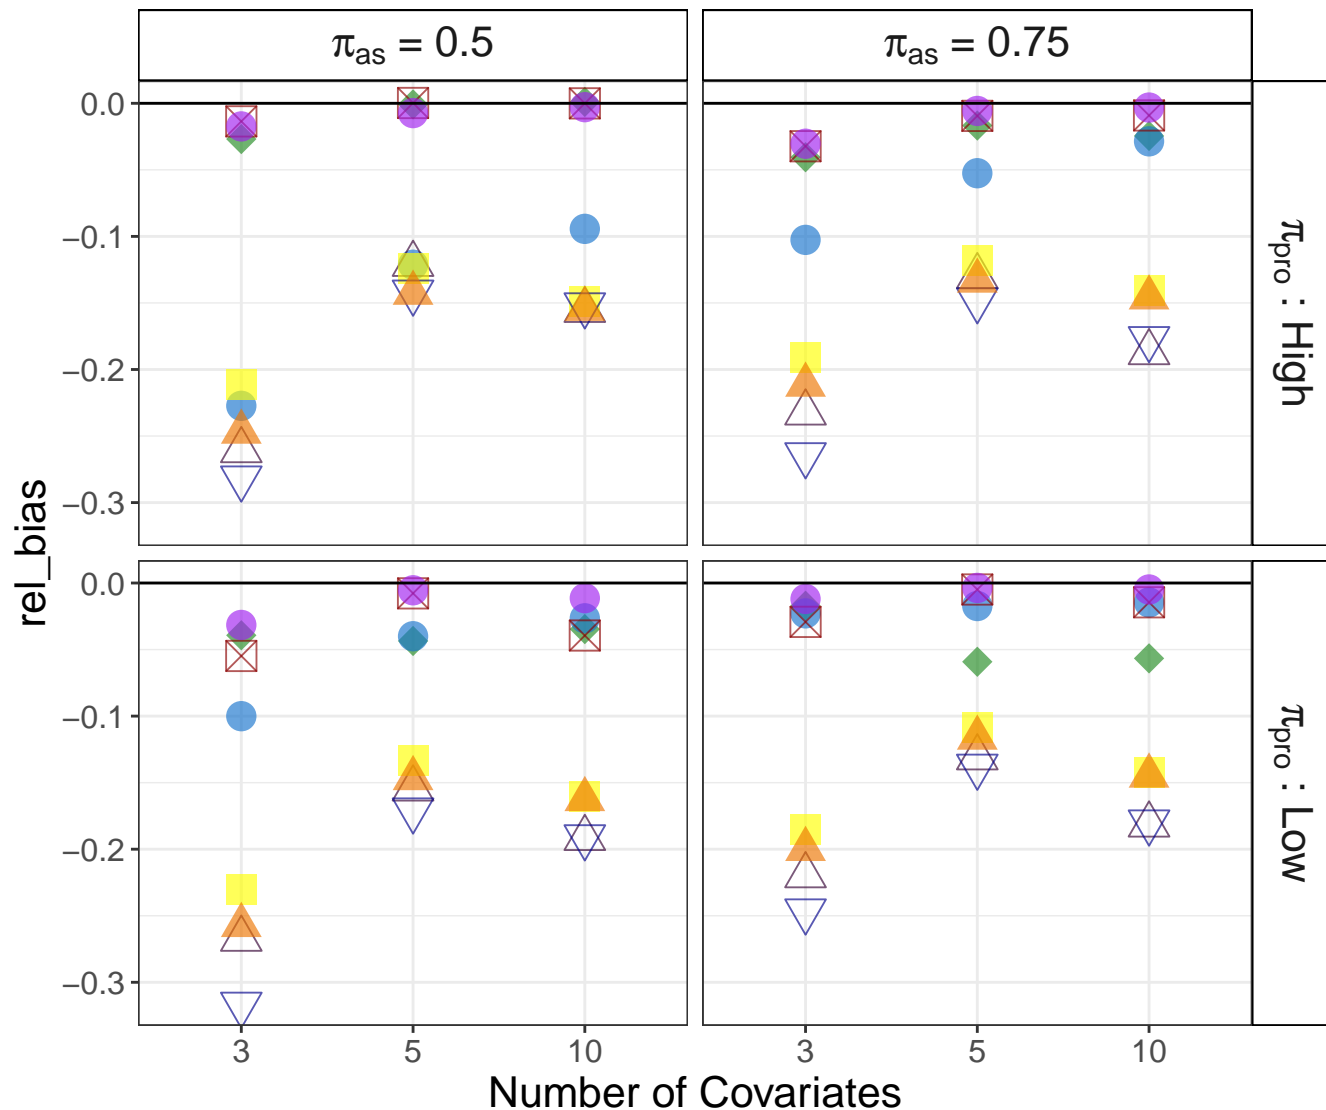 π_as = 0.5
π_as = 0.75
0.0
−0.1
−0.2
−0.3
π_pro : High
0.0
−0.1
−0.2
−0.3
π_pro : Low
rel_bias
3 5 10
3 5 10
Number of Covariates